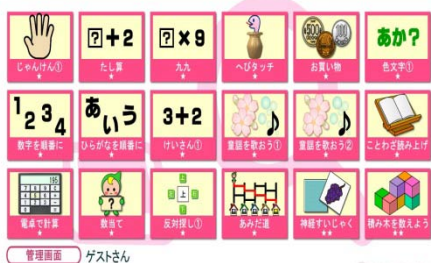 ?+2
?×9
500
100
あか?
じゃんけん①
たし算
九九
へびタッチ
お買い物
色文字①
★ ★ ★ ★ ★ ★
1 2 3 4
あいう
3+2
数字を順番に
ひらがなを順番に
けいさん①
童謡を歌おう①
童謡を歌おう②
ことわざ読み上げ
★ ★ ★ ★ ★ ★
?
上
電卓で計算
数当て
反対探し①
あみだ道
神経すいじゃく
積み木を数えよう
★ ★ ★ ★ ★★ ★★
管理画面 ゲストさん